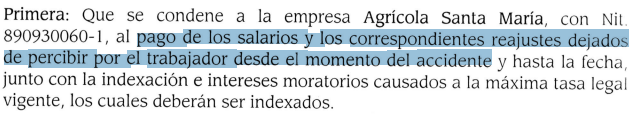 Primera: Que se condene a la empresa Agrícola Santa María, con Nit.
890930060-1, al pago de los salarios y los correspondientes reajustes dejados
de percibir por el trabajador desde el momento del accidente y hasta la fecha,
junto con la indexación e intereses moratorios causados a la máxima tasa legal
vigente, los cuales deberán ser indexados.